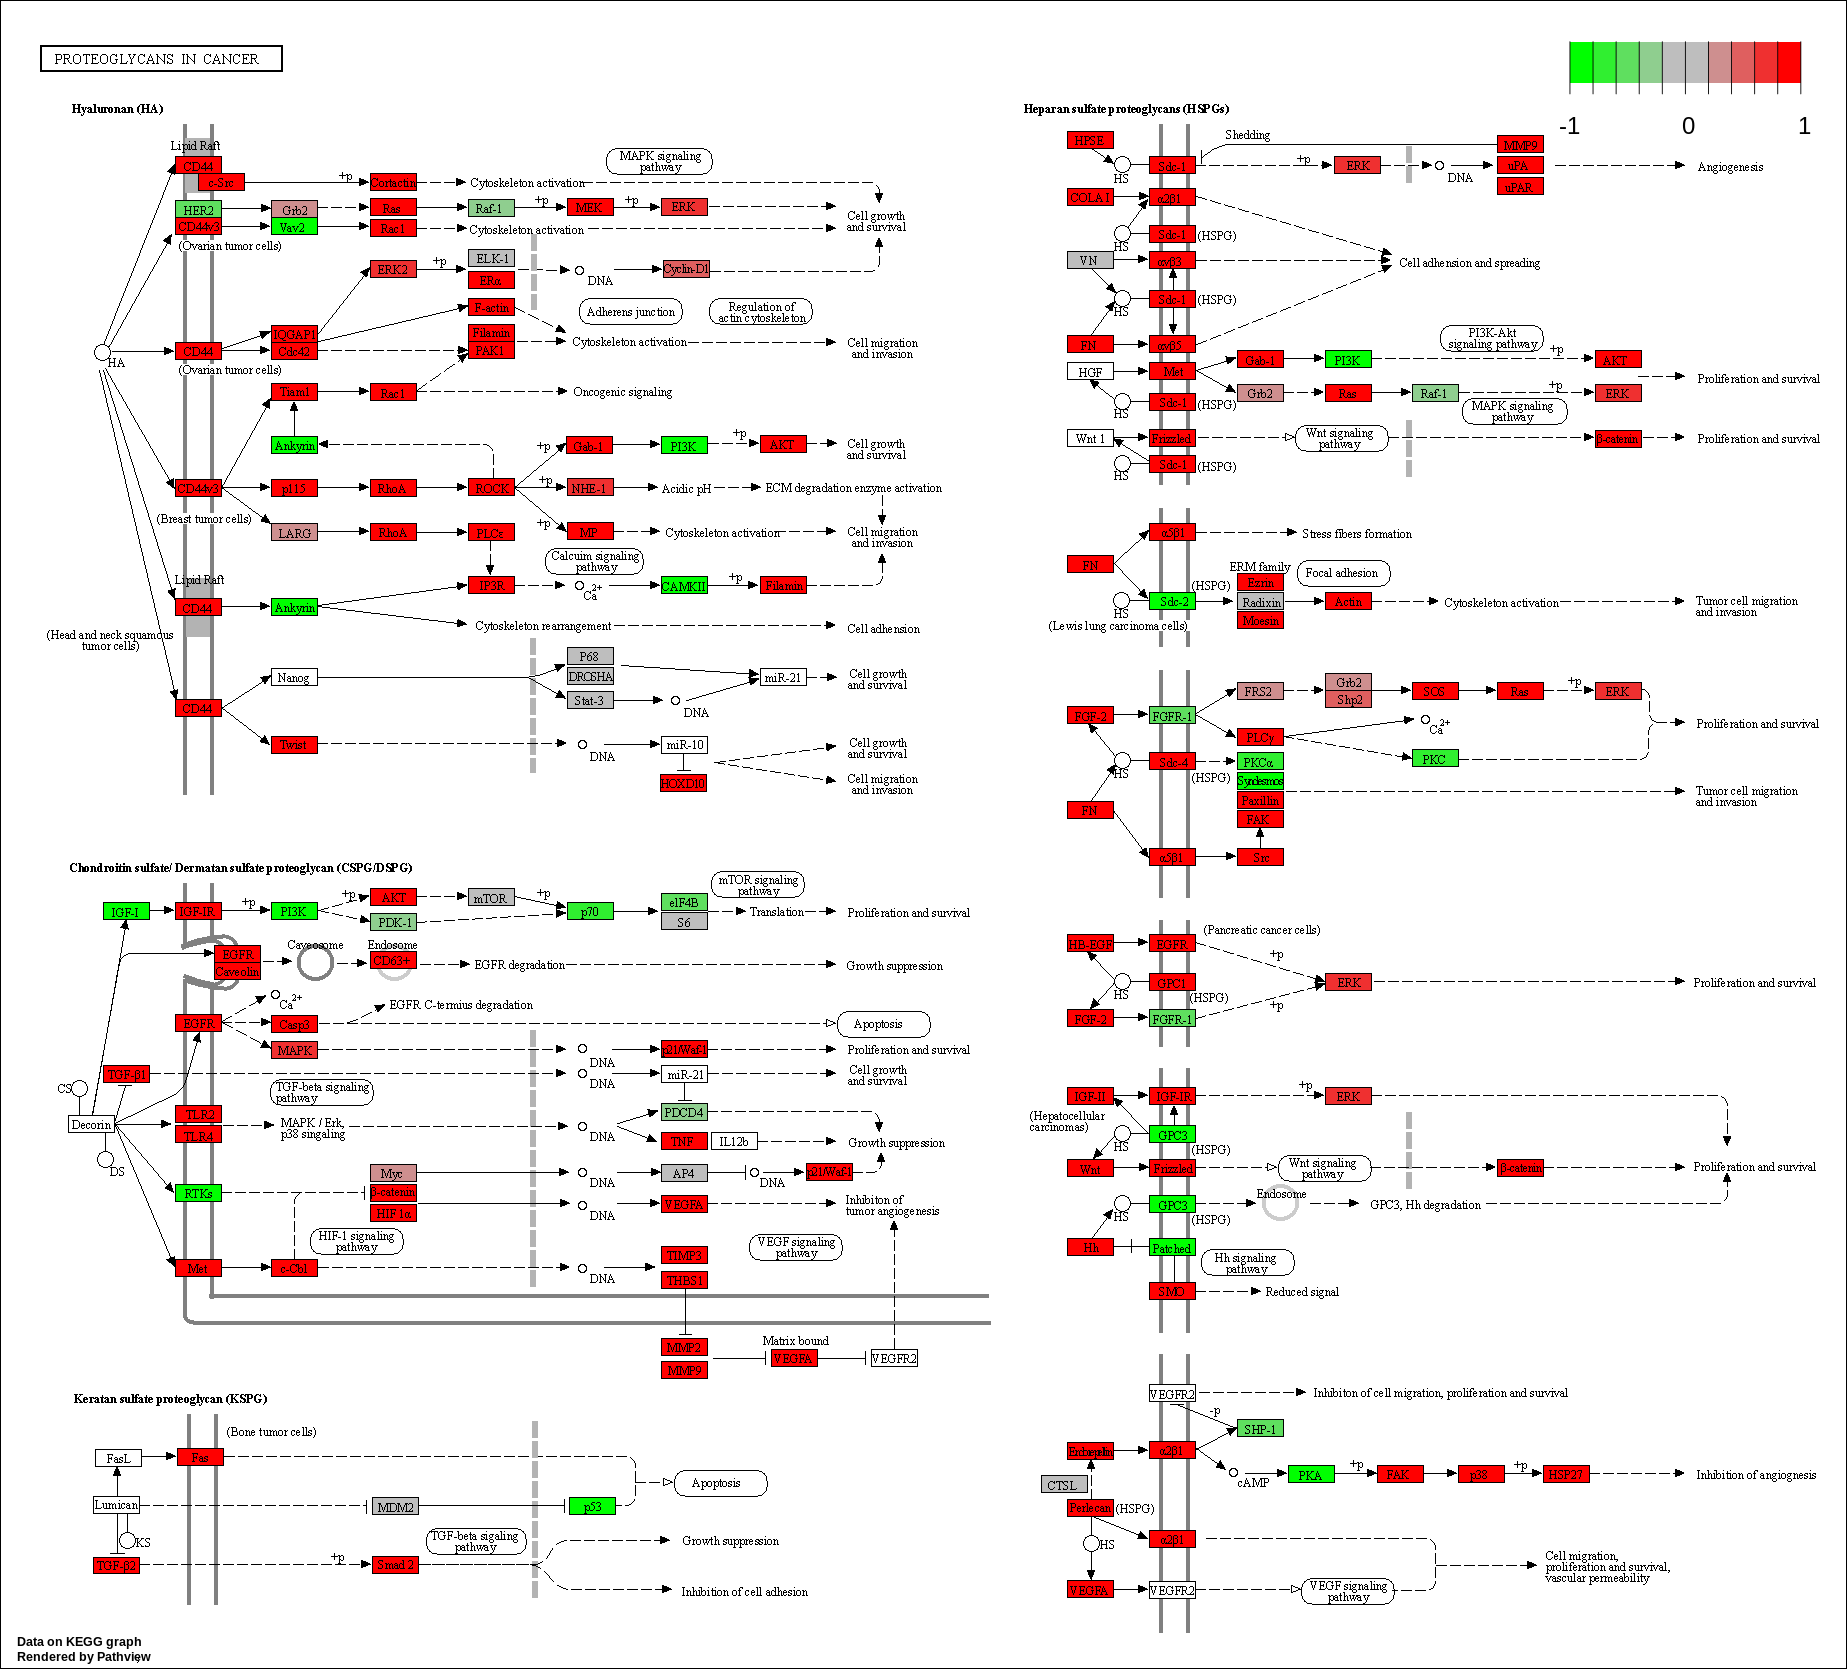 PROTEOGLYCANS IN CANCER
-1 0 1
Hyaluronan (HA)
Lipid Raft
CD44
c-Src
+p
Cortactin
Cytoskeleton activation
MAPK signaling
pathway
HER2
Grb2
Ras
Raf-1
+p
MEK
+p
ERK
Cell growth
and survival
CD44v3
Vav2
Rac1
Cytoskeleton activation
(Ovarian tumor cells)
ERK2
+p
ELK-1
ERα
DNA
Cyclin-D1
F-actin
Adherens junction
Regulation of
actin cytoskeleton
HA
CD44
IQGAP1
Cdc42
Filamin
PAK1
Cytoskeleton activation
Cell migration
and invasion
(Ovarian tumor cells)
Tiam1
Rac1
Oncogenic signaling
Ankyrin
+p
Gab-1
PI3K
+p
AKT
Cell growth
and survival
CD44v3
p115
RhoA
ROCK
+p
NHE-1
Acidic pH
ECM degradation enzyme activation
(Breast tumor cells)
LARG
RhoA
PLCε
+p
MP
Cytoskeleton activation
Cell migration
and invasion
Calcuim signaling
pathway
Lipid Raft
IP3R
Ca2+
CAMKII
+p
Filamin
CD44
Ankyrin
Cytoskeleton rearrangement
Cell adhension
(Head and neck squamous
tumor cells)
Nanog
P68
DROSHA
Stat-3
DNA
miR-21
Cell growth
and survival
CD44
Twist
DNA
miR-10
HOXD10
Cell growth
and survival
Cell migration
and invasion
Chondroitin sulfate/ Dermatan sulfate proteoglycan (CSPG/DSPG)
IGF-I
IGF-IR
+p
PI3K
+p
AKT
PDK-1
mTOR
+p
p70
eIF4B
S6
mTOR signaling
pathway
Translation
Proliferation and survival
EGFR
Caveolin
Caveosome
Endosome
CD63+
EGFR degradation
Growth suppression
Ca2+
EGFR C-termius degradation
EGFR
Casp3
Apoptosis
MAPK
DNA
p21/Waf-1
Proliferation and survival
TGF-β1
DNA
miR-21
Cell growth
and survival
CS
TGF-beta signaling
pathway
Decorin
TLR2
TLR4
MAPK / Erk,
p38 singaling
DNA
PDCD4
TNF
IL12b
Growth suppression
DS
Myc
DNA
AP4
DNA
p21/Waf-1
RTKs
β-catenin
HIF1α
DNA
VEGFA
Inhibiton of
tumor angiogenesis
HIF-1 signaling
pathway
VEGF signaling
pathway
Met
c-Cbl
DNA
TIMP3
THBS1
MMP2
MMP9
Matrix bound
VEGFA
VEGFR2
Keratan sulfate proteoglycan (KSPG)
(Bone tumor cells)
FasL
Fas
Apoptosis
Lumican
MDM2
p53
KS
TGF-β2
+p
Smad2
TGF-beta sigaling
pathway
Growth suppression
Inhibition of cell adhesion
Heparan sulfate proteoglycans (HSPGs)
HPSE
HS
Sdc-1
Shedding
+p
ERK
DNA
MMP9
uPA
uPAR
Angiogenesis
COLA1
α2β1
HS
Sdc-1
(HSPG)
VN
αvβ3
Cell adhension and spreading
HS
Sdc-1
(HSPG)
FN
αvβ5
HGF
Met
Gab-1
PI3K
PI3K-Akt
signaling pathway
+p
AKT
Grb2
Ras
Raf-1
+p
ERK
Proliferation and survival
HS
Sdc-1
(HSPG)
MAPK signaling
pathway
Wnt 1
Frizzled
Wnt signaling
pathway
β-catenin
Proliferation and survival
HS
Sdc-1
(HSPG)
α5β1
Stress fibers formation
FN
ERM family
Focal adhesion
(HSPG)
Ezrin
HS
Sdc-2
Radixin
Moesin
Actin
Cytoskeleton activation
Tumor cell migration
and invasion
(Lewis lung carcinoma cells)
FRS2
Grb2
Shp2
SOS
Ras
+p
ERK
FGF-2
FGFR-1
Ca2+
Proliferation and survival
PLCγ
HS
Sdc-4
(HSPG)
PKCα
PKC
Syndesmos
Paxillin
FAK
Tumor cell migration
and invasion
FN
α5β1
Src
HB-EGF
EGFR
(Pancreatic cancer cells)
+p
HS
GPC1
(HSPG)
ERK
Proliferation and survival
+p
FGF-2
FGFR-1
IGF-II
IGF-IR
+p
ERK
(Hepatocellular
carcinomas)
HS
GPC3
(HSPG)
Wnt
Frizzled
Wnt signaling
pathway
β-catenin
Proliferation and survival
HS
GPC3
(HSPG)
Endosome
GPC3, Hh degradation
Hh
Patched
Hh signaling
pathway
SMO
Reduced signal
VEGFR2
Inhibiton of cell migration, proliferation and survival
-p
SHP-1
α2β1
CTSL
cAMP
PKA
+p
FAK
p38
+p
HSP27
Inhibition of angiognesis
Perlecan
(HSPG)
HS
α2β1
VEGFA
VEGFR2
VEGF signaling
pathway
Cell migration,
proliferation and survival,
vascular permeability
Data on KEGG graph
Rendered by Pathview